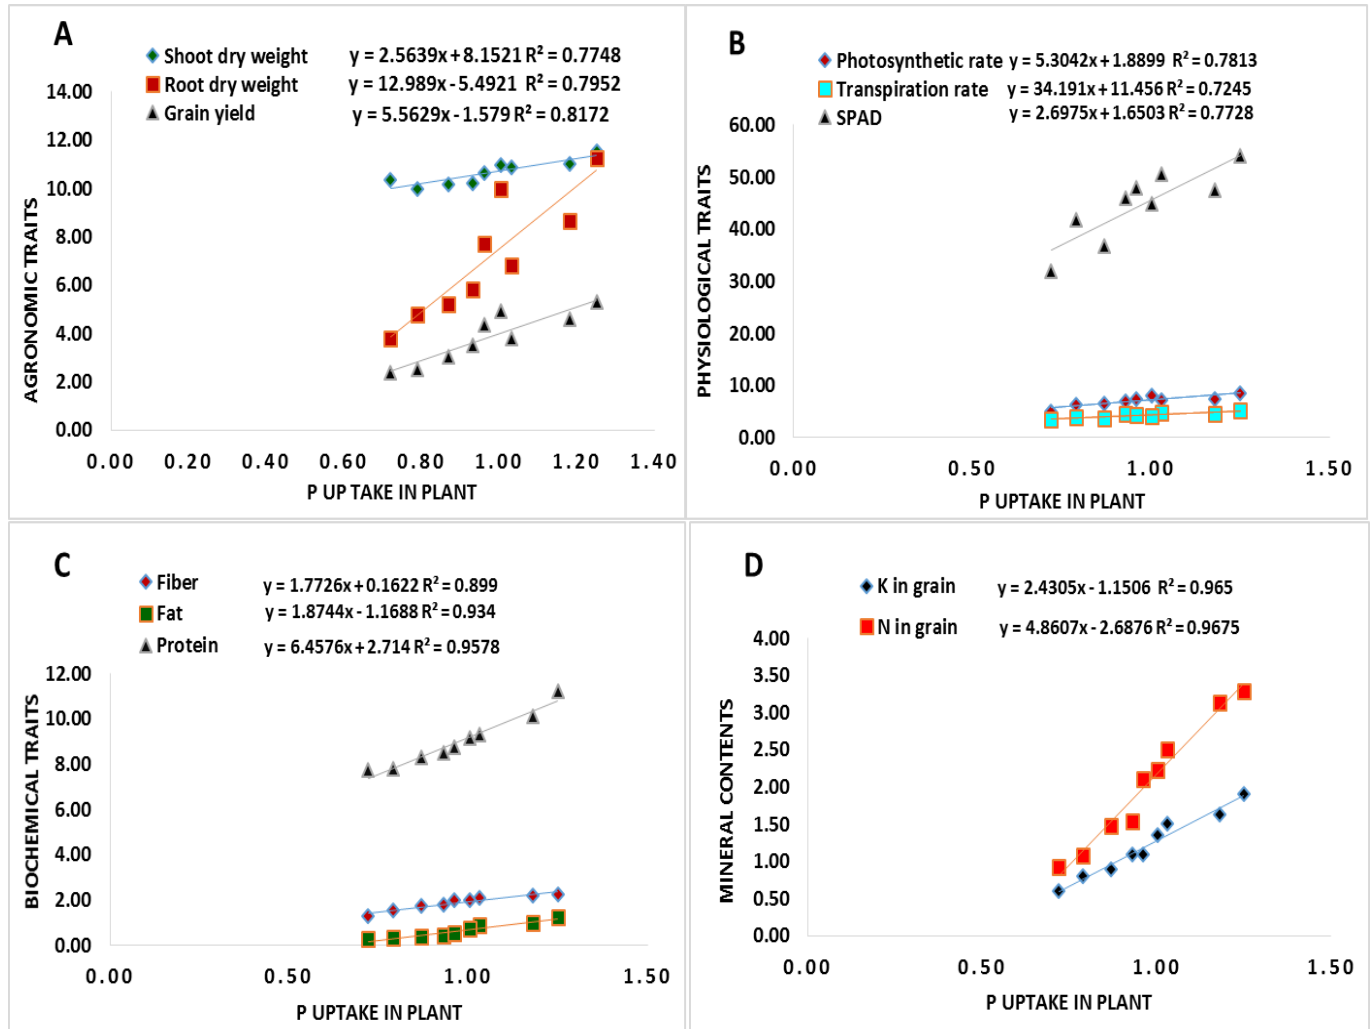 A
Shoot dry weight y = 2.5639x + 8.1521 R² = 0.7748
Root dry weight y = 12.989x - 5.4921 R² = 0.7952
Grain yield y = 5.5629x - 1.579 R² = 0.8172
14.00
12.00
10.00
8.00
6.00
4.00
2.00
0.00
AGRONOMIC TRAITS
0.00 0.20 0.40 0.60 0.80 1.00 1.20 1.40
P UP TAKE IN PLANT
B
Photosynthetic rate y = 5.3042x + 1.8899 R² = 0.7813
Transpiration rate y = 34.191x + 11.456 R² = 0.7245
SPAD y = 2.6975x + 1.6503 R² = 0.7728
60.00
50.00
40.00
30.00
20.00
10.00
0.00
PHYSIOLOGICAL TRAITS
0.00 0.50 1.00 1.50
P UPTAKE IN PLANT
C
Fiber y = 1.7726x + 0.1622 R² = 0.899
Fat y = 1.8744x - 1.1688 R² = 0.934
Protein y = 6.4576x + 2.714 R² = 0.9578
12.00
10.00
8.00
6.00
4.00
2.00
0.00
BIOCHEMICAL TRAITS
0.00 0.50 1.00 1.50
P UPTAKE IN PLANT
D
K in grain y = 2.4305x - 1.1506 R² = 0.965
N in grain y = 4.8607x - 2.6876 R² = 0.9675
4.00
3.50
3.00
2.50
2.00
1.50
1.00
0.50
0.00
MINERAL CONTENTS
0.00 0.50 1.00 1.50
P UPTAKE IN PLANT